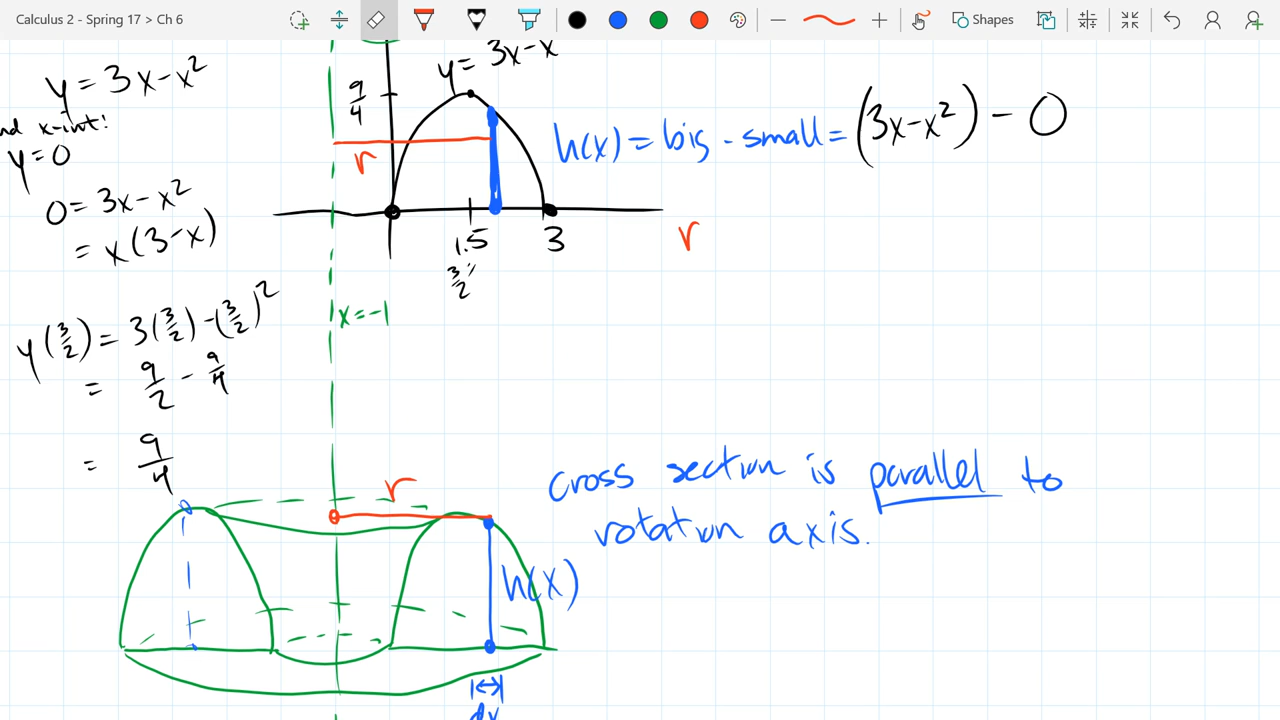 Calculus 2 - Spring 17 > Ch 6
Shapes
y = 3x - x²
x-int!
y = 0
0 = 3x - x²
= x(3 - x)
y(3/2) = 3(3/2) - (3/2)²
= 9/2 - 9/4
= 9/4
y = 3x - x
9/4
r
1.5
3/2
3
r
x = -1
h(x) = big - small = (3x - x²) - 0
cross section is parallel to
rotation axis.
r
h(x)